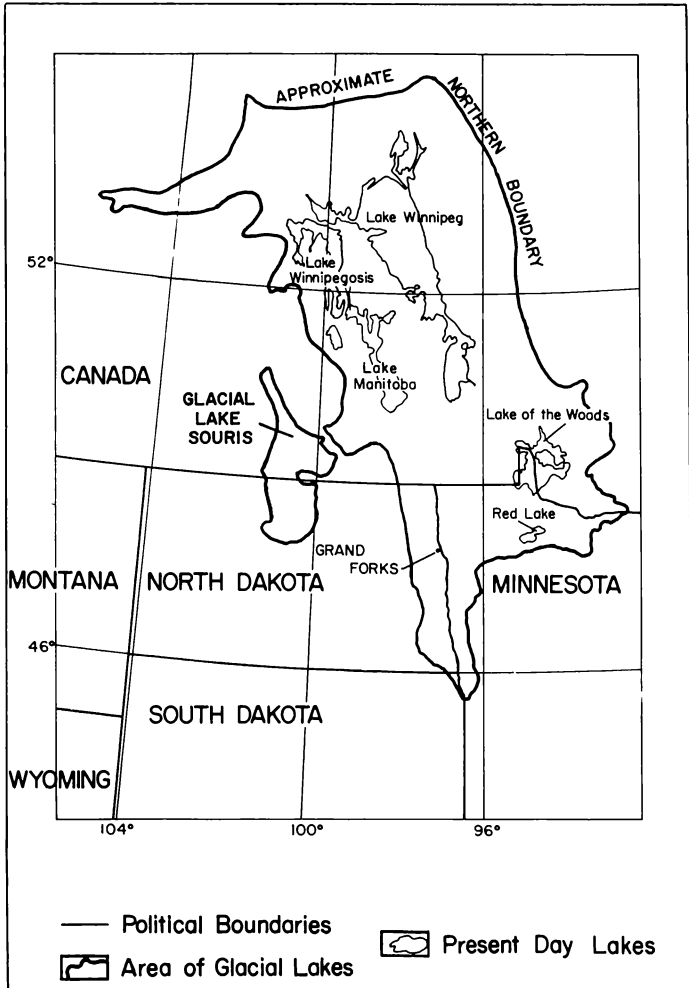 APPROXIMATE
NORTHERN
BOUNDARY
Lake Winnipeg
52°
Lake
Winnipegosis
CANADA
Lake
Manitoba
GLACIAL
LAKE
SOURIS
Lake of the Woods
Red Lake
GRAND
FORKS
MONTANA
NORTH DAKOTA
MINNESOTA
46°
SOUTH DAKOTA
WYOMING
104°
100°
96°
Political Boundaries
Area of Glacial Lakes
Present Day Lakes